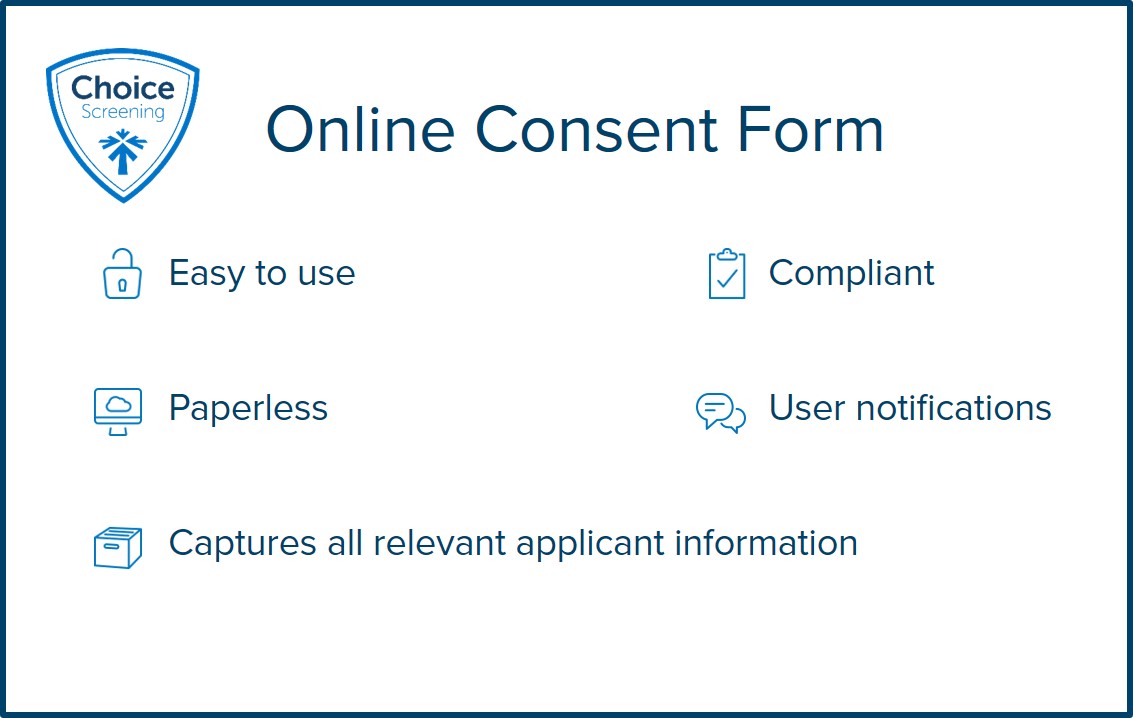 Choice
Screening
Online Consent Form
Easy to use
Compliant
Paperless
User notifications
Captures all relevant applicant information